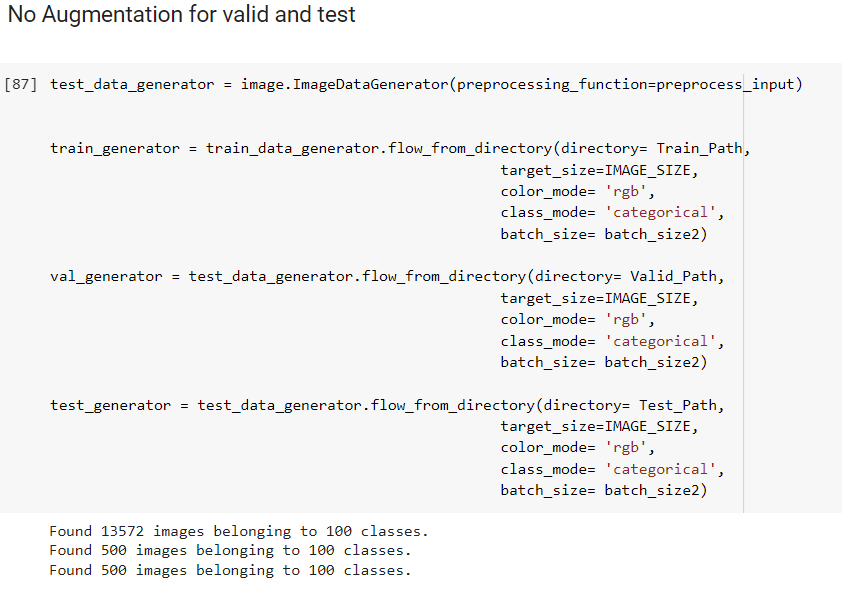 No Augmentation for valid and test
[87] test_data_generator = image.ImageDataGenerator(preprocessing_function=preprocess_input)
train_generator = train_data_generator.flow_from_directory(directory= Train_Path,
target_size=IMAGE_SIZE,
color_mode= 'rgb',
class_mode= 'categorical',
batch_size= batch_size2)
val_generator = test_data_generator.flow_from_directory(directory= Valid_Path,
target_size=IMAGE_SIZE,
color_mode= 'rgb',
class_mode= 'categorical',
batch_size= batch_size2)
test_generator = test_data_generator.flow_from_directory(directory= Test_Path,
target_size=IMAGE_SIZE,
color_mode= 'rgb',
class_mode= 'categorical',
batch_size= batch_size2)
Found 13572 images belonging to 100 classes.
Found 500 images belonging to 100 classes.
Found 500 images belonging to 100 classes.